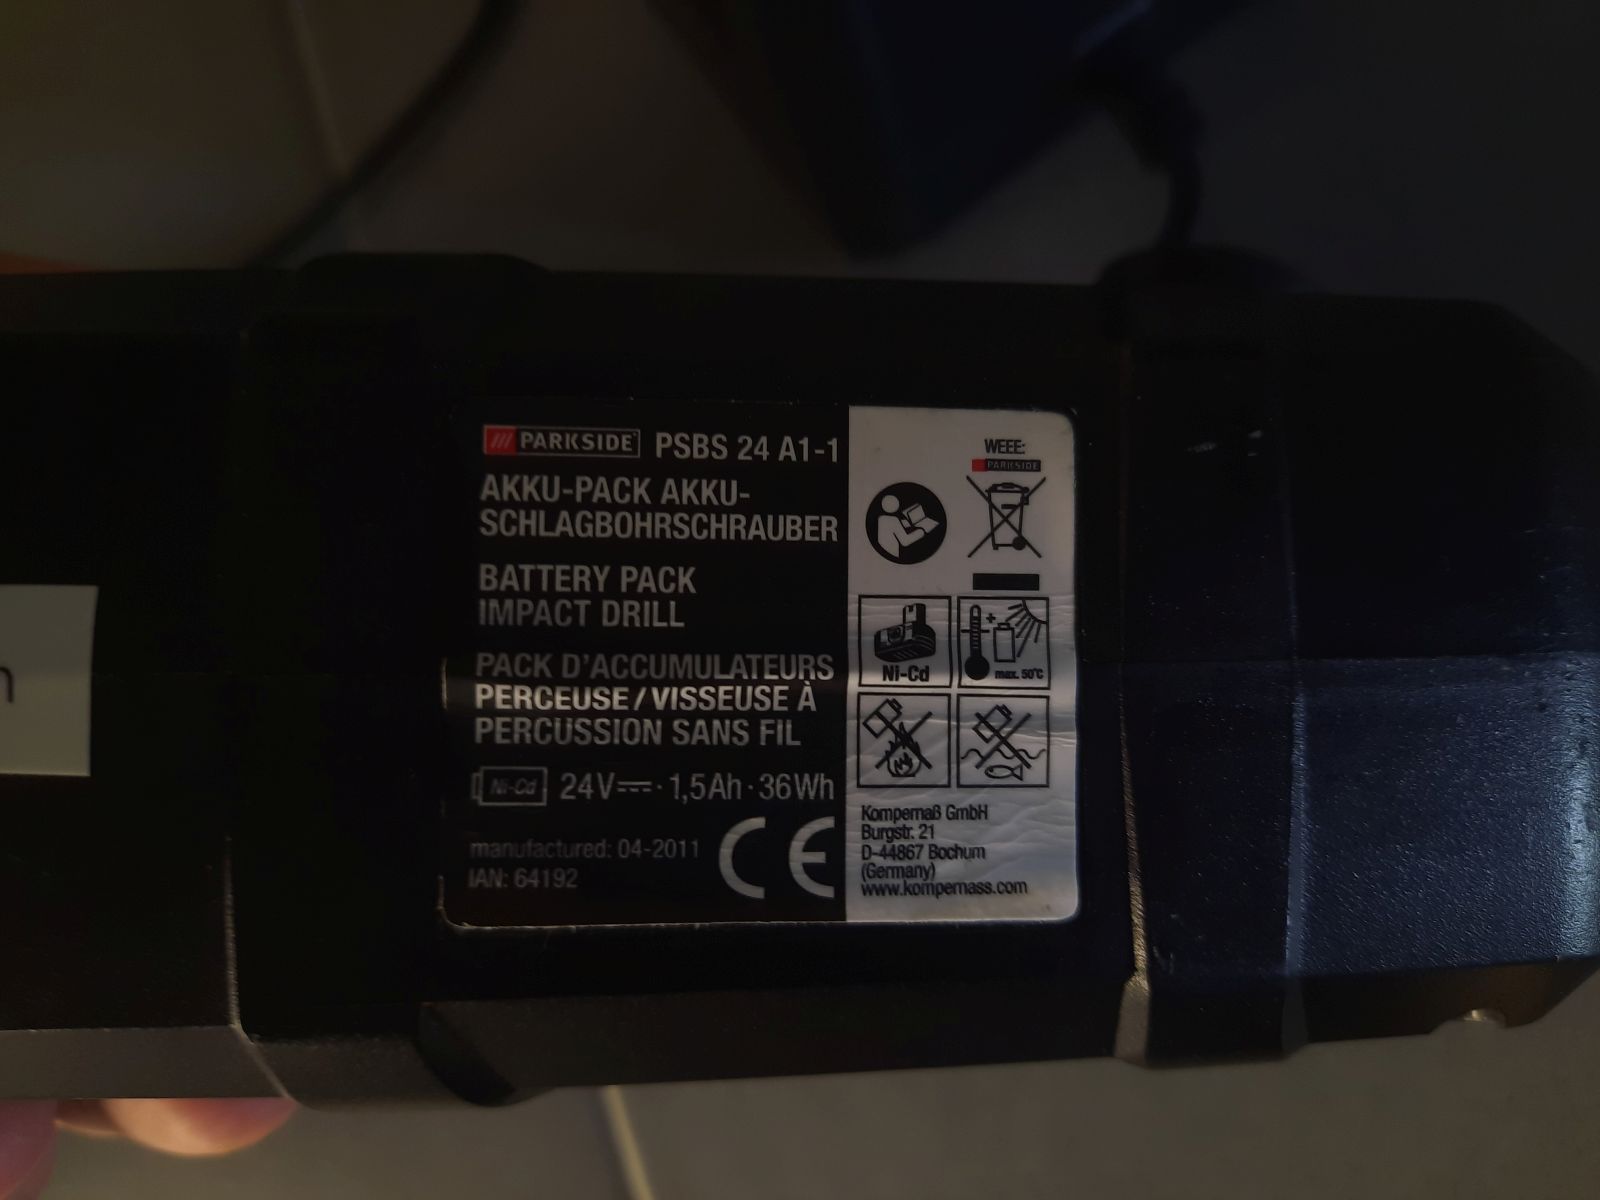 PARKSIDE PSBS 24 A1-1
AKKU-PACK AKKU-
SCHLAGBOHRSCHRAUBER
BATTERY PACK
IMPACT DRILL
PACK D'ACCUMULATEURS
PERCEUSE / VISSEUSE À
PERCUSSION SANS FIL
Ni-Cd 24V 1,5Ah · 36Wh
manufactured: 04-2011
IAN: 64192
CE
WEEE:
PARKSIDE
Ni-Cd
max. 50°C
Kompernaß GmbH
Burgstr. 21
D-44867 Bochum
(Germany)
www.kompernass.com